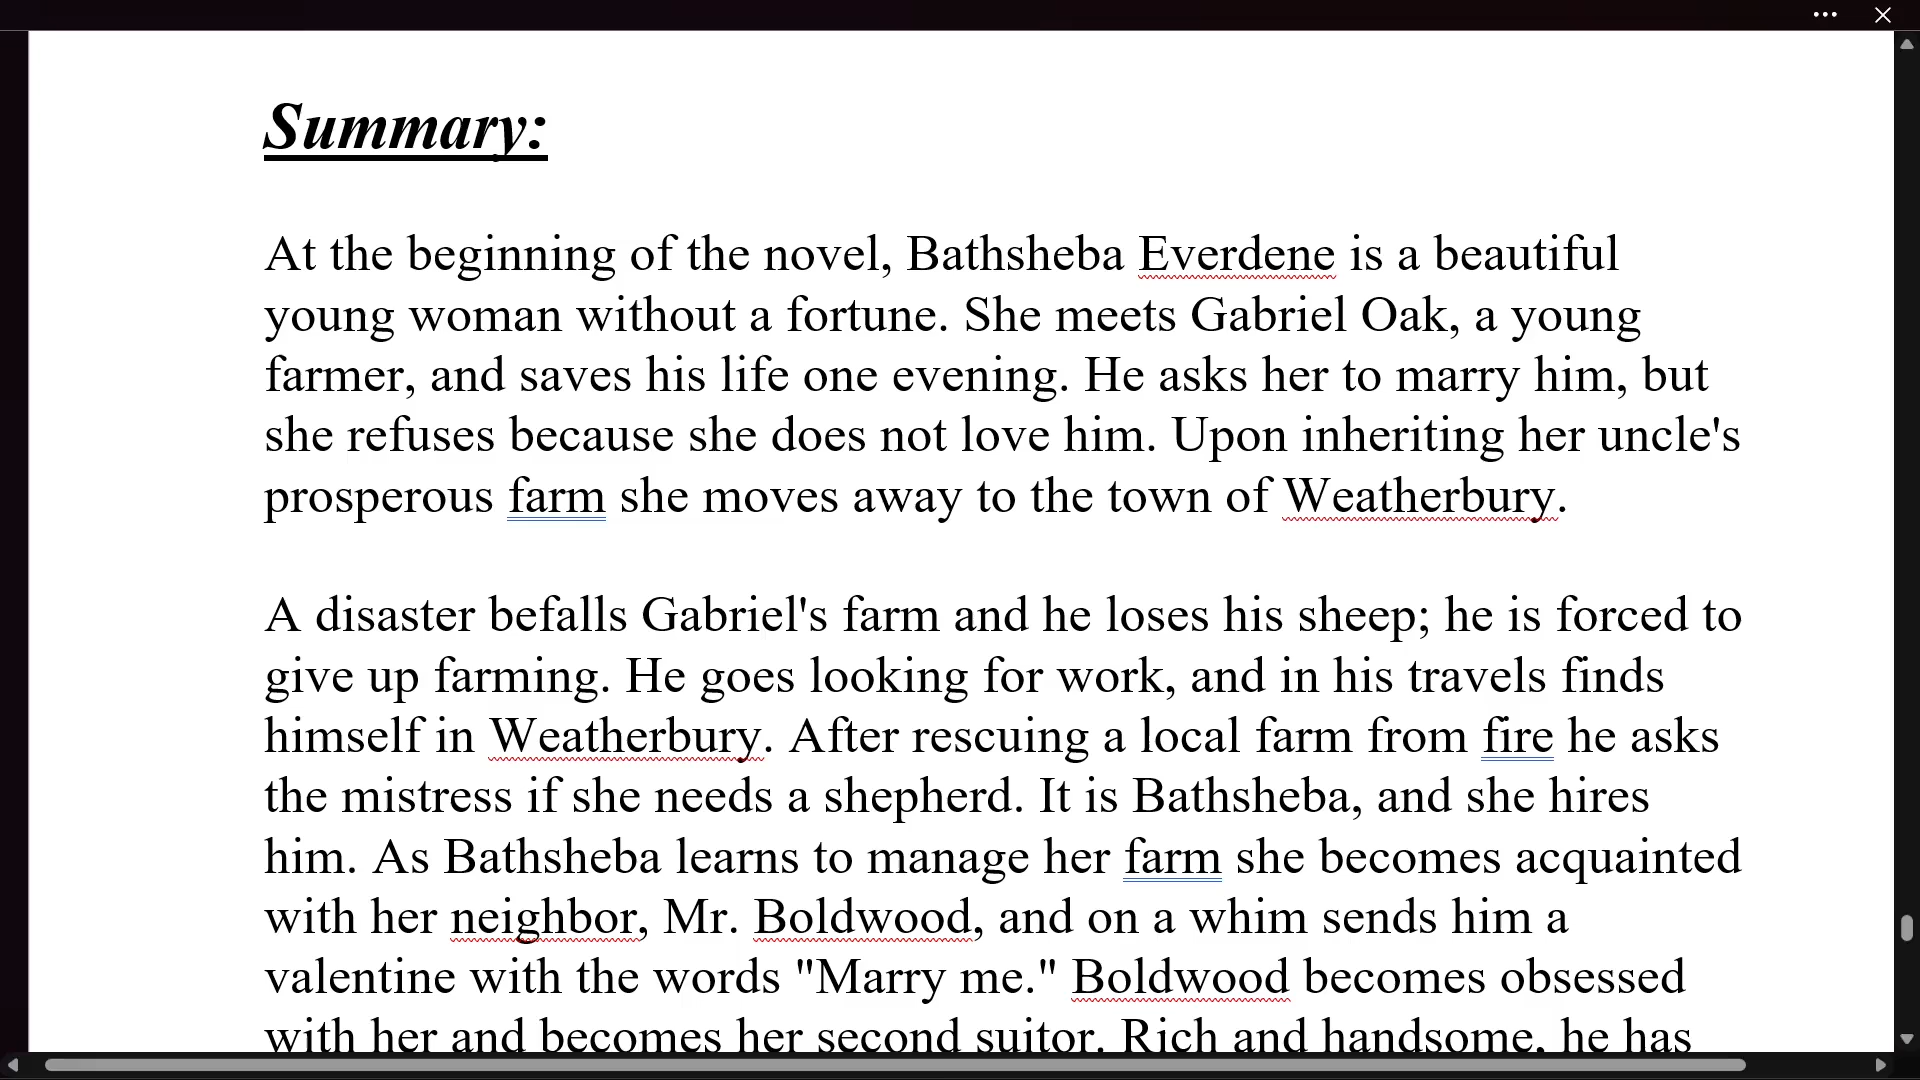 Summary:
At the beginning of the novel, Bathsheba Everdene is a beautiful
young woman without a fortune. She meets Gabriel Oak, a young
farmer, and saves his life one evening. He asks her to marry him, but
she refuses because she does not love him. Upon inheriting her uncle's
prosperous farm she moves away to the town of Weatherbury.
A disaster befalls Gabriel's farm and he loses his sheep; he is forced to
give up farming. He goes looking for work, and in his travels finds
himself in Weatherbury. After rescuing a local farm from fire he asks
the mistress if she needs a shepherd. It is Bathsheba, and she hires
him. As Bathsheba learns to manage her farm she becomes acquainted
with her neighbor, Mr. Boldwood, and on a whim sends him a
valentine with the words "Marry me." Boldwood becomes obsessed
with her and becomes her second suitor. Rich and handsome, he has